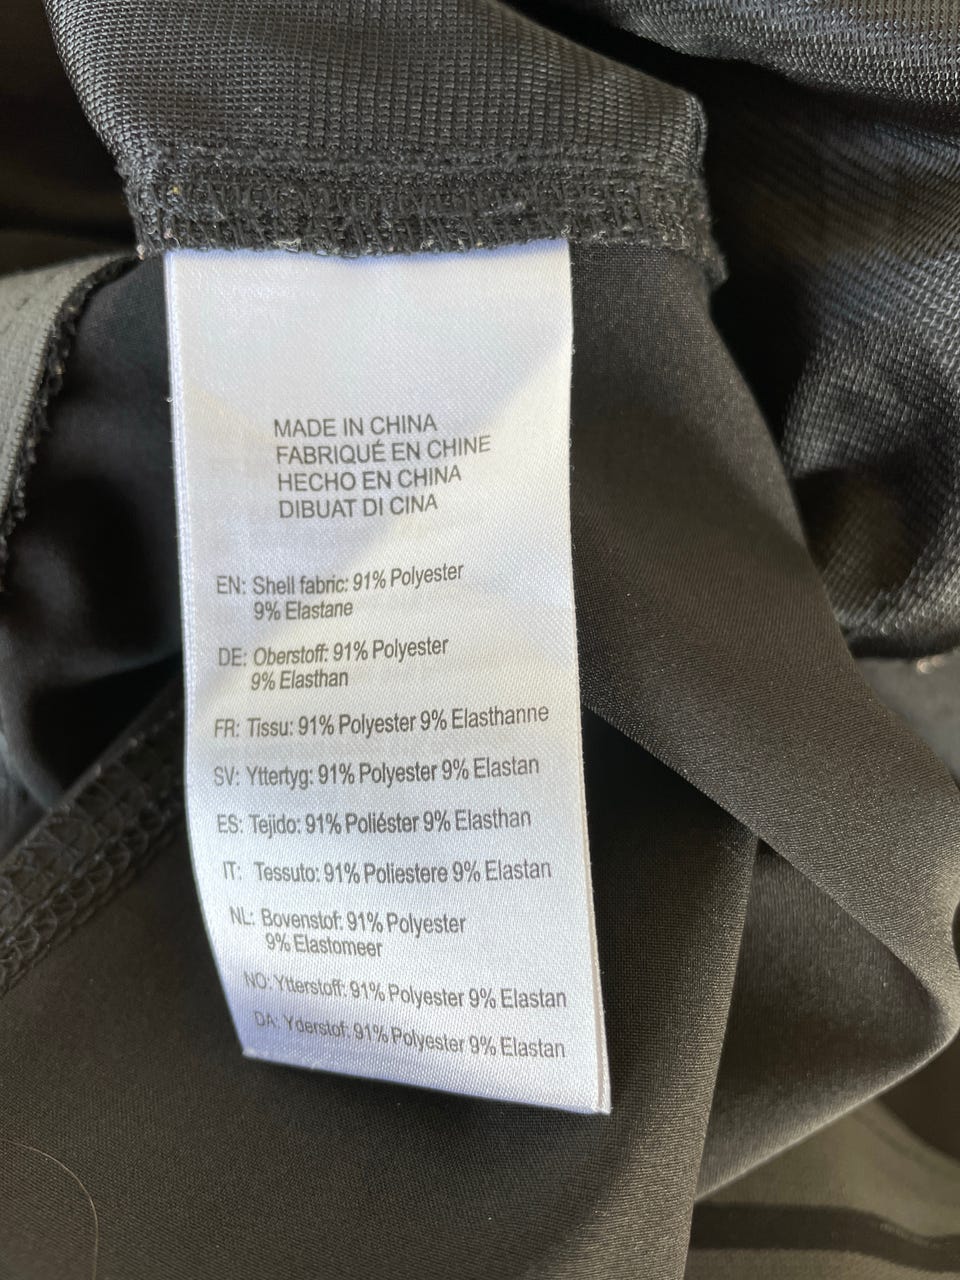 MADE IN CHINA
FABRIQUÉ EN CHINE
HECHO EN CHINA
DIBUAT DI CINA
EN: Shell fabric: 91% Polyester
9% Elastane
DE: Oberstoff: 91% Polyester
9% Elasthan
FR: Tissu: 91% Polyester 9% Elasthanne
SV: Yttertyg: 91% Polyester 9% Elastan
ES: Tejido: 91% Poliéster 9% Elasthan
IT: Tessuto: 91% Poliestere 9% Elastan
NL: Bovenstof: 91% Polyester
9% Elastomeer
NO: Ytterstoff: 91% Polyester 9% Elastan
DA: Yderstof: 91% Polyester 9% Elastan